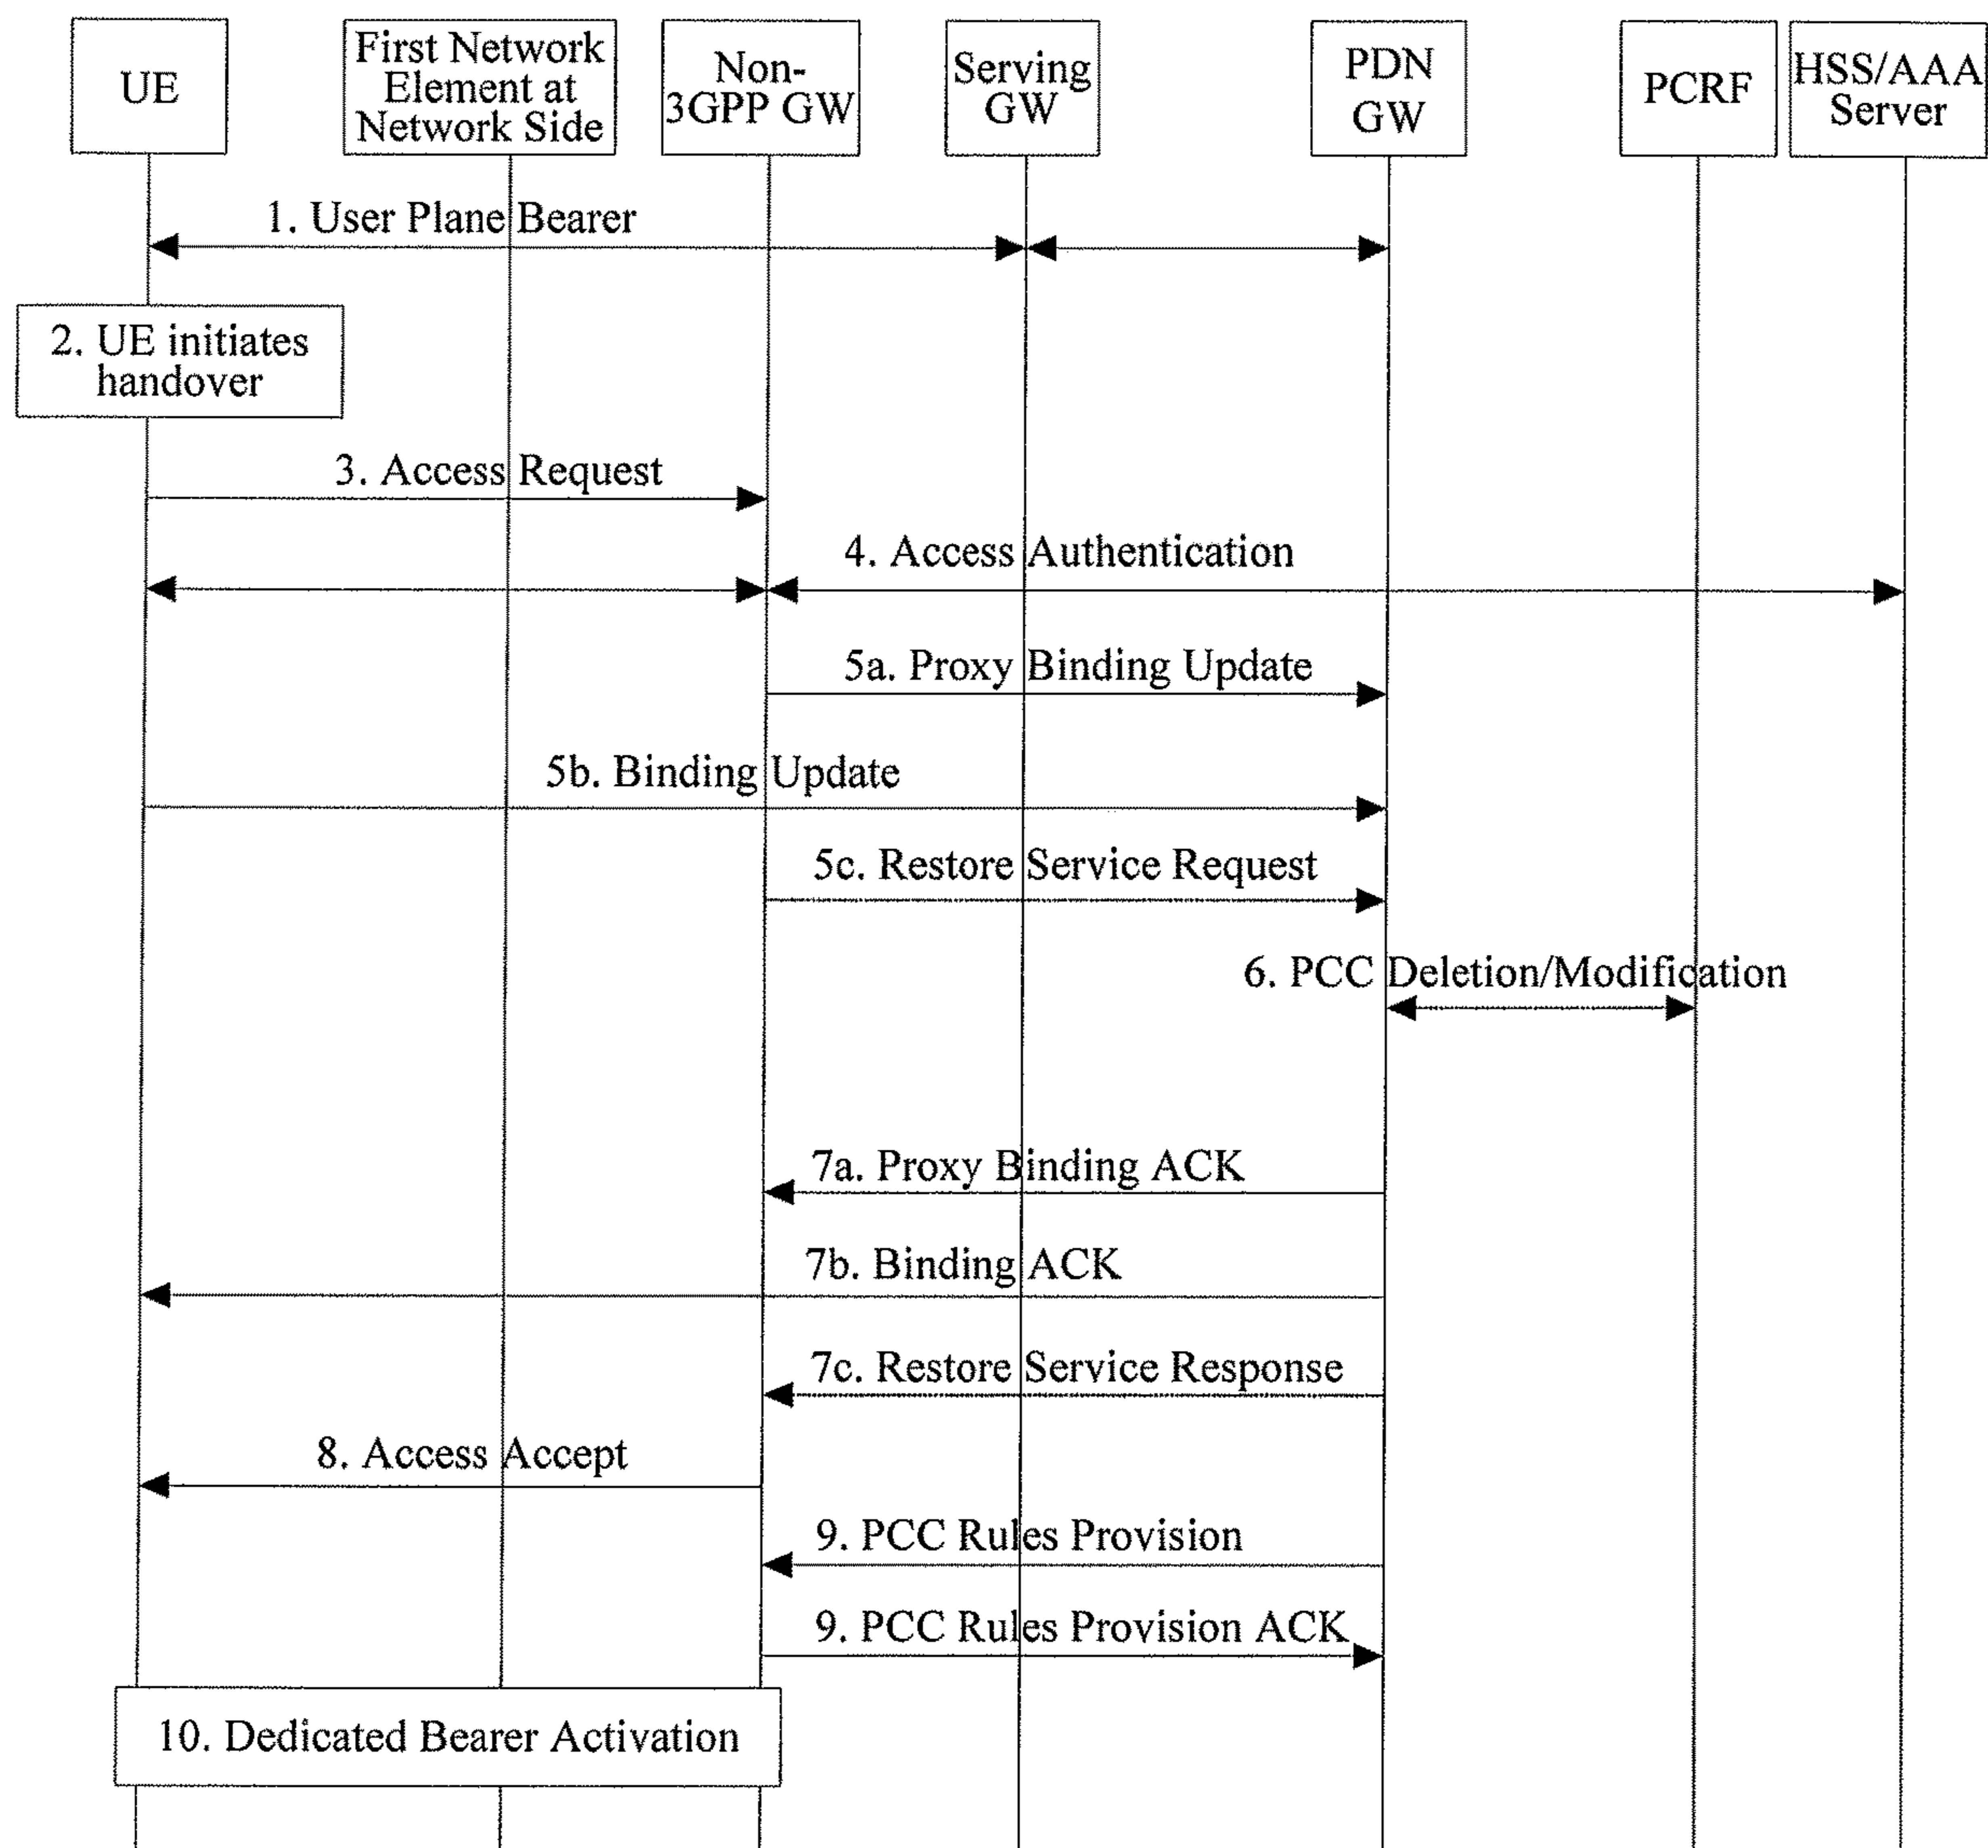 UE
First Network
Element at
Network Side
Non-
3GPP GW
Serving
GW
PDN
GW
PCRF
HSS/AAA
Server
1. User Plane Bearer
2. UE initiates
handover
3. Access Request
4. Access Authentication
5a. Proxy Binding Update
5b. Binding Update
5c. Restore Service Request
6. PCC Deletion/Modification
7a. Proxy Binding ACK
7b. Binding ACK
7c. Restore Service Response
8. Access Accept
9. PCC Rules Provision
9. PCC Rules Provision ACK
10. Dedicated Bearer Activation